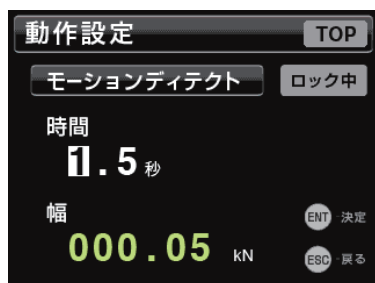 動作設定 TOP
モーションディテクト ロック中
時間
1.5 秒
幅 ENT -決定
000.05 kN ESC -戻る